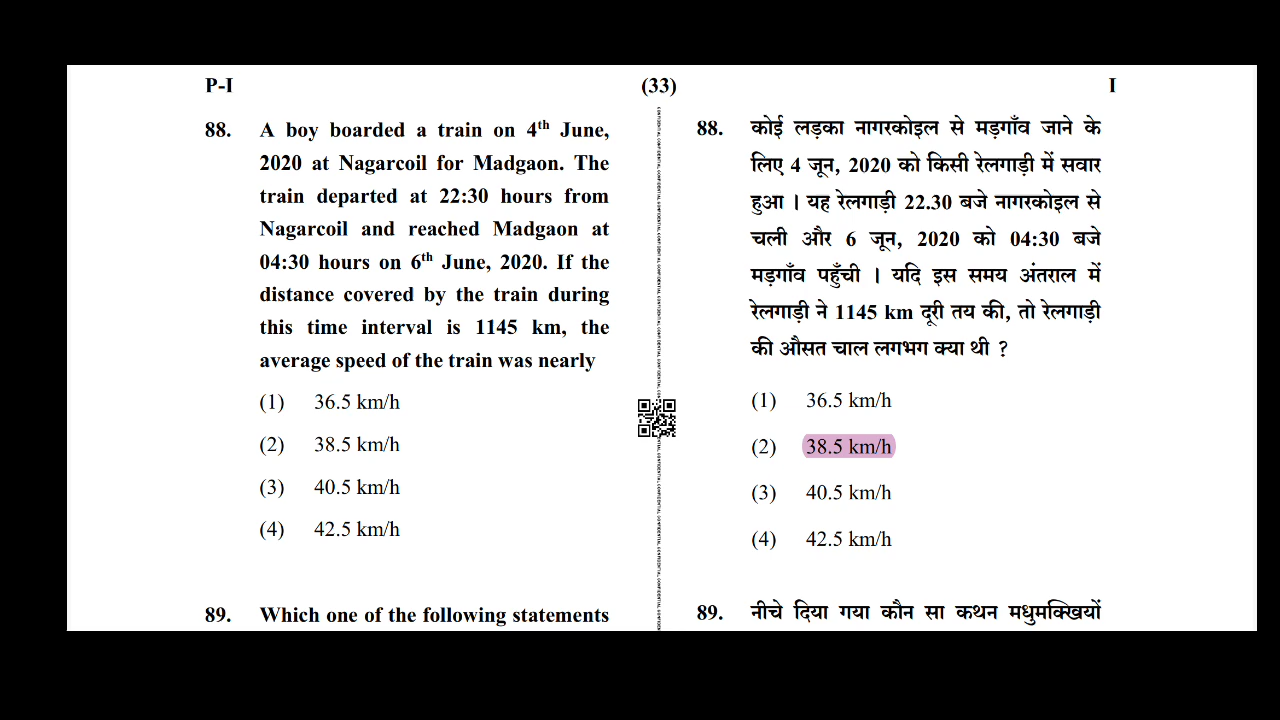 P-I
(33)
I
88. A boy boarded a train on 4th June,
2020 at Nagarcoil for Madgaon. The
train departed at 22:30 hours from
Nagarcoil and reached Madgaon at
04:30 hours on 6th June, 2020. If the
distance covered by the train during
this time interval is 1145 km, the
average speed of the train was nearly
(1) 36.5 km/h
(2) 38.5 km/h
(3) 40.5 km/h
(4) 42.5 km/h
89. Which one of the following statements
88. कोई लड़का नागरकोइल से मड़गाँव जाने के
लिए 4 जून, 2020 को किसी रेलगाड़ी में सवार
हुआ । यह रेलगाड़ी 22.30 बजे नागरकोइल से
चली और 6 जून, 2020 को 04:30 बजे
मड़गाँव पहुँची । यदि इस समय अंतराल में
रेलगाड़ी ने 1145 km दूरी तय की, तो रेलगाड़ी
की औसत चाल लगभग क्या थी ?
(1) 36.5 km/h
(2) 38.5 km/h
(3) 40.5 km/h
(4) 42.5 km/h
89. नीचे दिया गया कौन सा कथन मधुमक्खियों